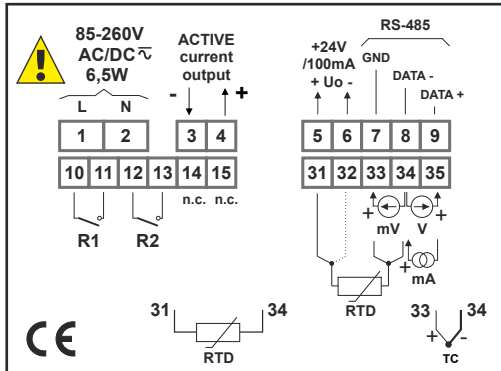 85-260V
AC/DC
6,5W
L N
ACTIVE
current
output
- +
+24V
/100mA
+ Uo -
RS-485
GND
DATA -
DATA +
1 2 3 4 5 6 7 8 9
10 11 12 13 14 15 31 32 33 34 35
n.c. n.c.
R1 R2
+ mV V +
+ mA
RTD
31 34
RTD
33 34
+ -
TC
CE